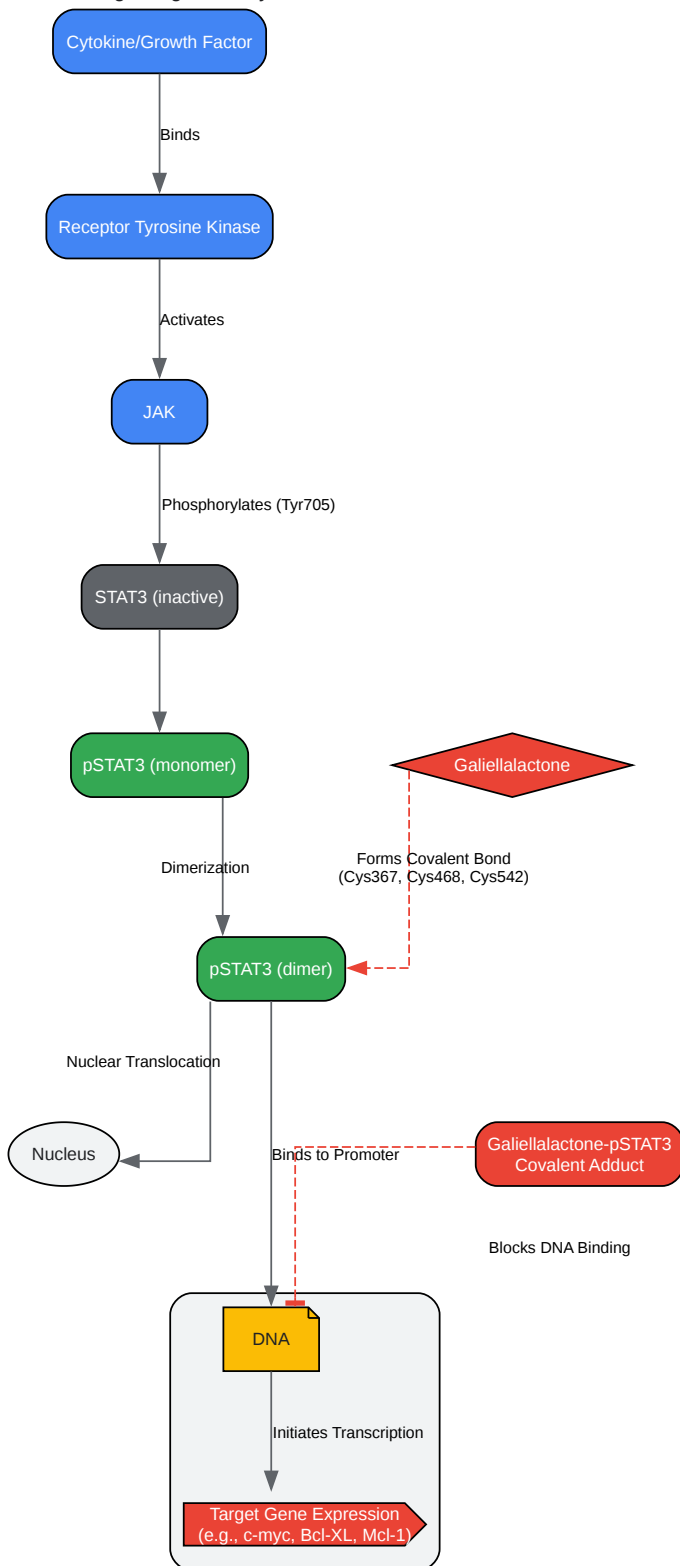 Cytokine/Growth Factor
Binds
Receptor Tyrosine Kinase
Activates
JAK
Phosphorylates (Tyr705)
STAT3 (inactive)
pSTAT3 (monomer)
Galiellalactone
Dimerization
Forms Covalent Bond
(Cys367, Cys468, Cys542)
pSTAT3 (dimer)
Nuclear Translocation
Nucleus
Binds to Promoter
Galiellalactone-pSTAT3
Covalent Adduct
Blocks DNA Binding
DNA
Initiates Transcription
Target Gene Expression
(e.g., c-myc, Bcl-XL, Mcl-1)